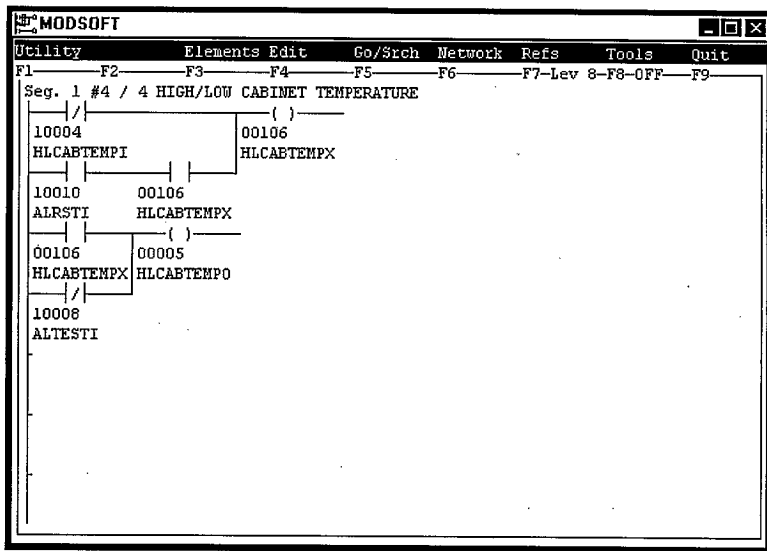 MODSOFT
Utility Elements Edit Go/Srch Network Refs Tools Quit
F1 F2 F3 F4 F5 F6 F7-Lev 8-F8-OFF F9
Seg. 1 #4 / 4 HIGH/LOW CABINET TEMPERATURE
10004 00106
HLCABTEMPI HLCABTEMPX
10010 00106
ALRSTI HLCABTEMPX
00106 00005
HLCABTEMPX HLCABTEMPO
10008
ALTESTI